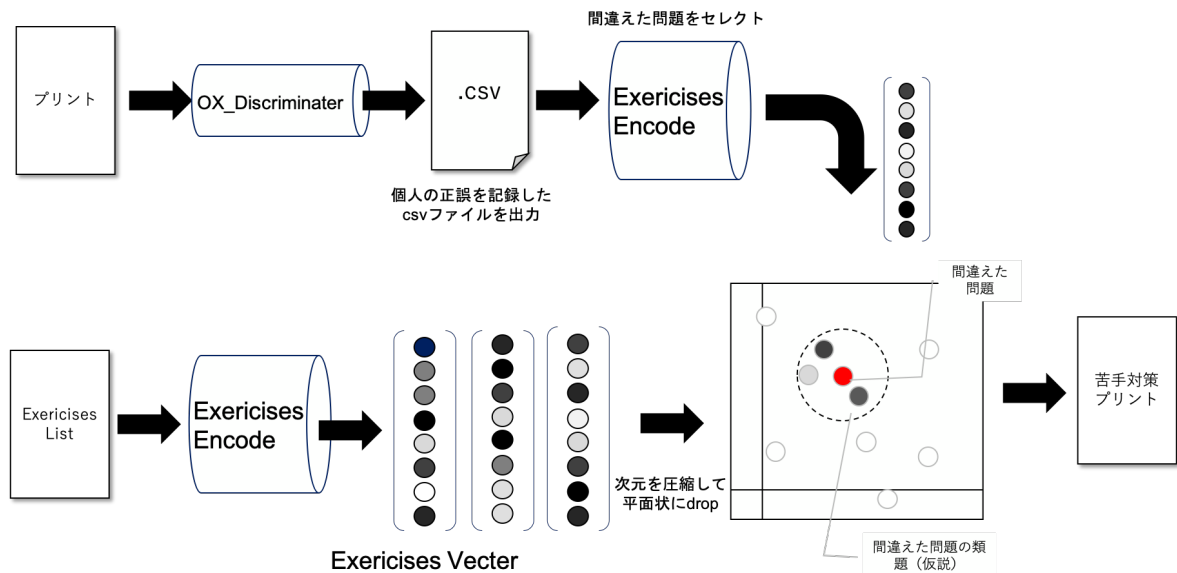 間違えた問題をセレクト
プリント
OX_Discriminater
.csv
Exericises
Encode
個人の正誤を記録した
csvファイルを出力
間違えた
問題
Exericises
List
Exericises
Encode
次元を圧縮して
平面状にdrop
苦手対策
プリント
間違えた問題の類
題（仮説）
Exericises Vecter